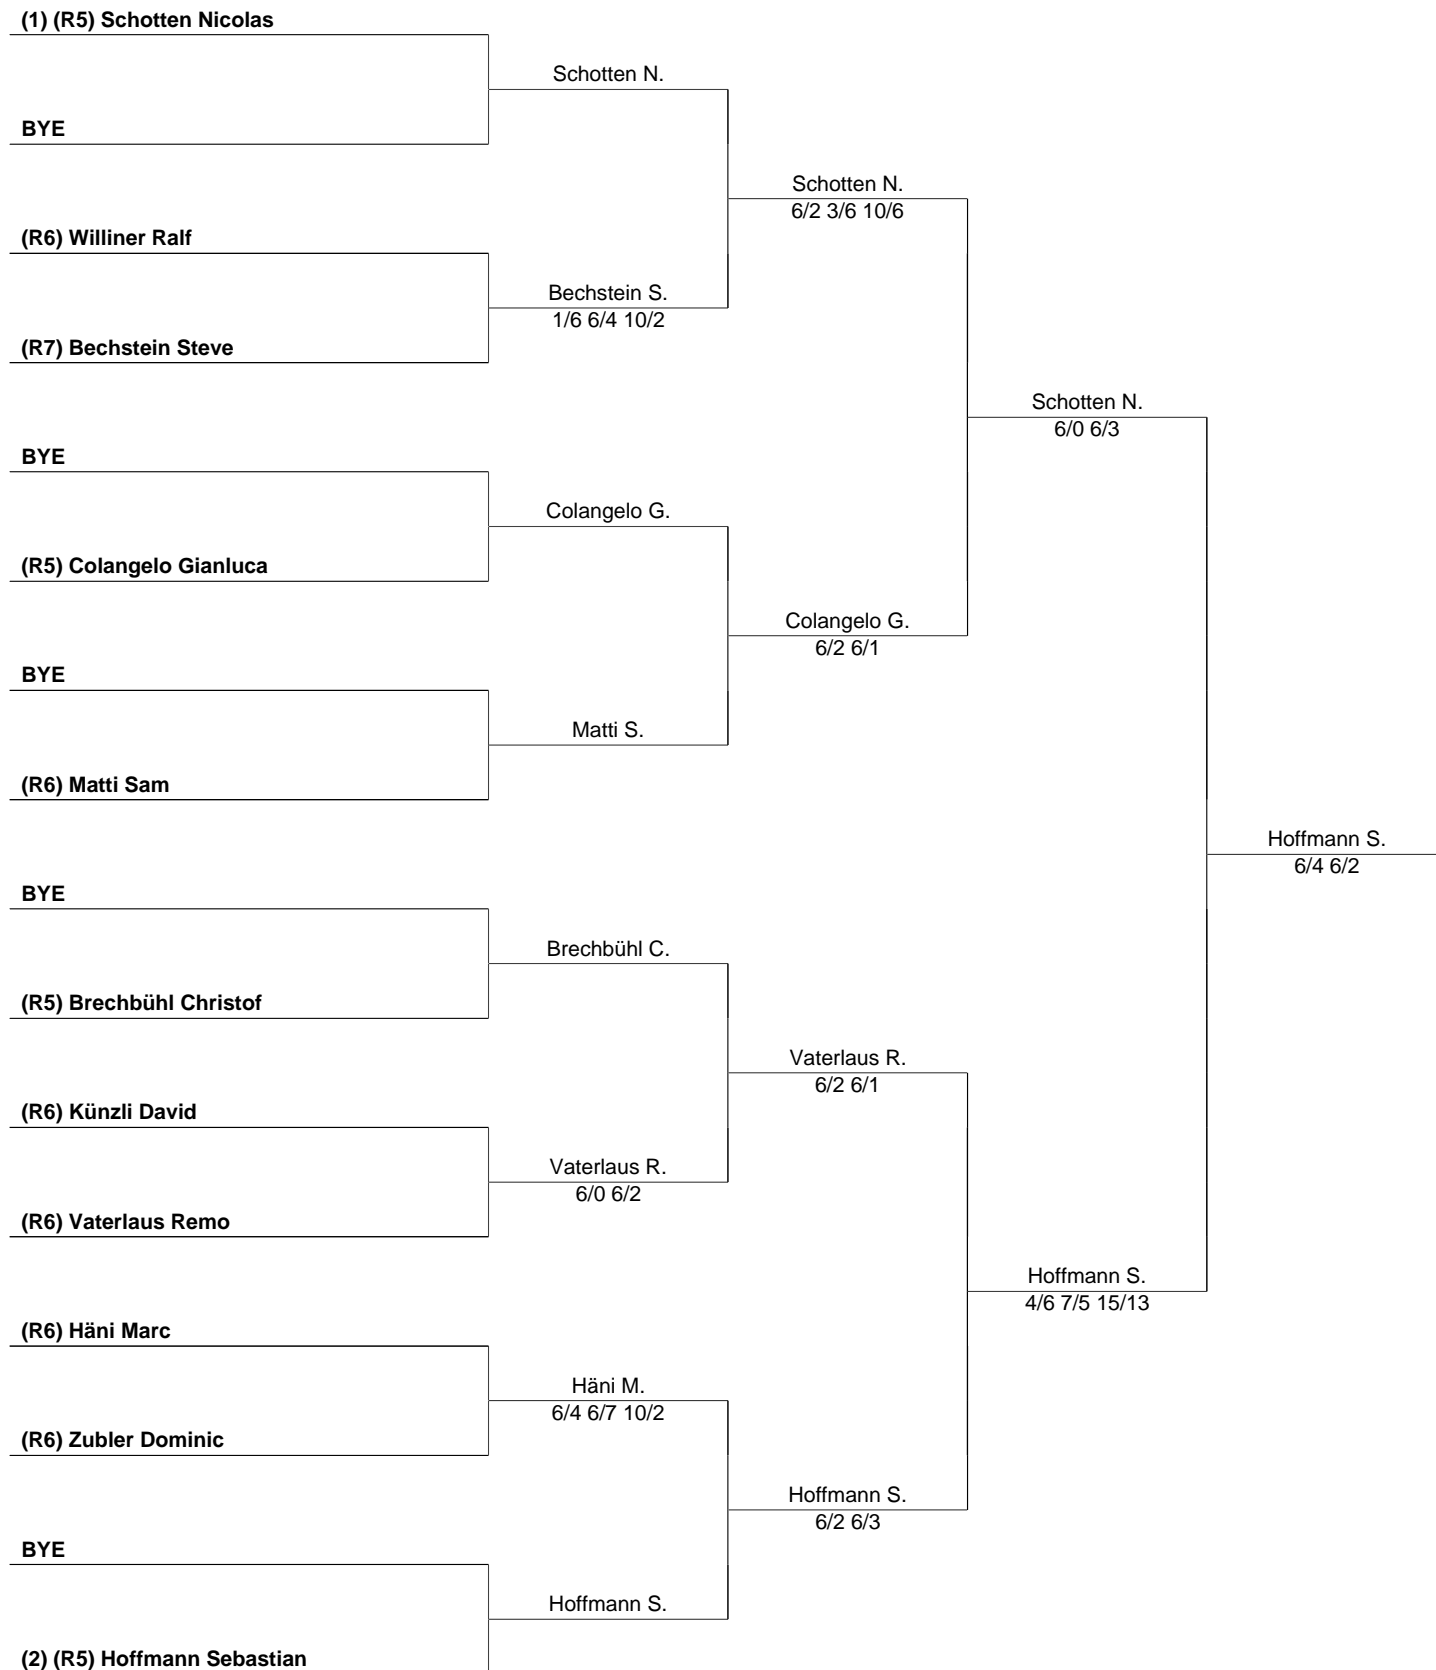 (1) (R5) Schotten Nicolas
Schotten N.
BYE
Schotten N.
6/2 3/6 10/6
(R6) Williner Ralf
Bechstein S.
1/6 6/4 10/2
(R7) Bechstein Steve
Schotten N.
6/0 6/3
BYE
Colangelo G.
(R5) Colangelo Gianluca
Colangelo G.
6/2 6/1
BYE
Matti S.
(R6) Matti Sam
Hoffmann S.
6/4 6/2
BYE
Brechbühl C.
(R5) Brechbühl Christof
Vaterlaus R.
6/2 6/1
(R6) Künzli David
Vaterlaus R.
6/0 6/2
(R6) Vaterlaus Remo
Hoffmann S.
4/6 7/5 15/13
(R6) Häni Marc
Häni M.
6/4 6/7 10/2
(R6) Zubler Dominic
Hoffmann S.
6/2 6/3
BYE
Hoffmann S.
(2) (R5) Hoffmann Sebastian